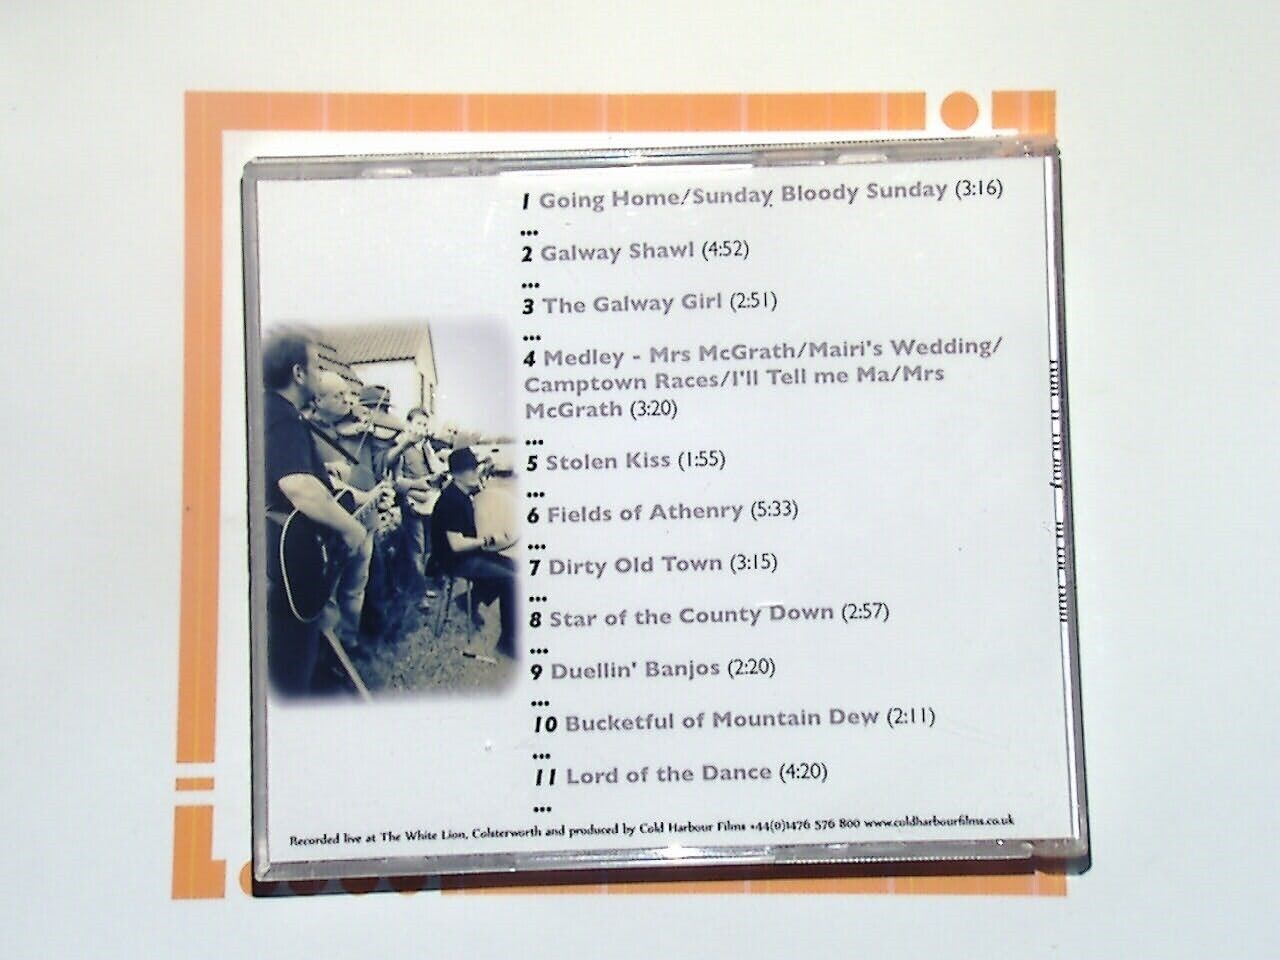 1 Going Home/Sunday Bloody Sunday (3:16)
...
2 Galway Shawl (4:52)
...
3 The Galway Girl (2:51)
...
4 Medley - Mrs McGrath/Mairi's Wedding/
Camptown Races/I'll Tell me Ma/Mrs
McGrath (3:20)
...
5 Stolen Kiss (1:55)
...
6 Fields of Athenry (5:33)
...
7 Dirty Old Town (3:15)
...
8 Star of the County Down (2:57)
...
9 Duellin' Banjos (2:20)
...
10 Bucketful of Mountain Dew (2:11)
...
11 Lord of the Dance (4:20)
...
Recorded live at The White Lion, Colsterworth and produced by Cold Harbour Films +44(0)1476 576 800 www.coldharbourfilms.co.uk